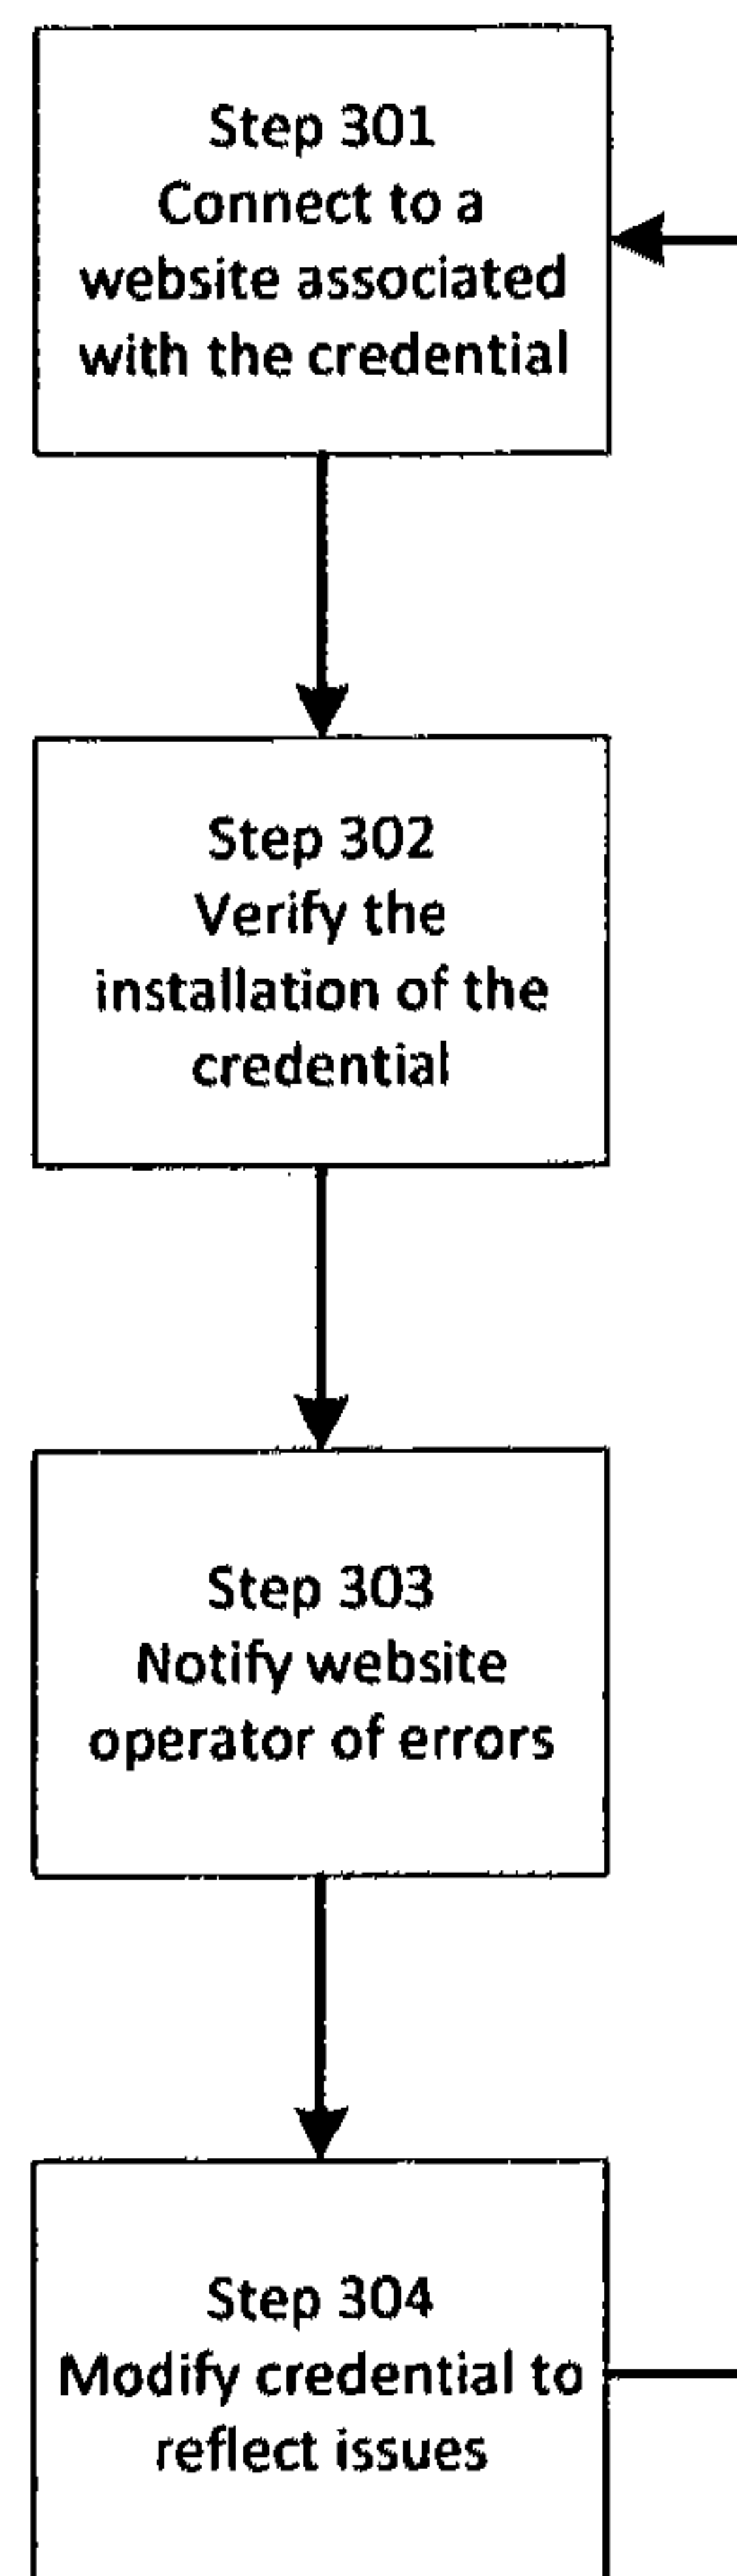 Step 301
Connect to a
website associated
with the credential
Step 302
Verify the
installation of the
credential
Step 303
Notify website
operator of errors
Step 304
Modify credential to
reflect issues